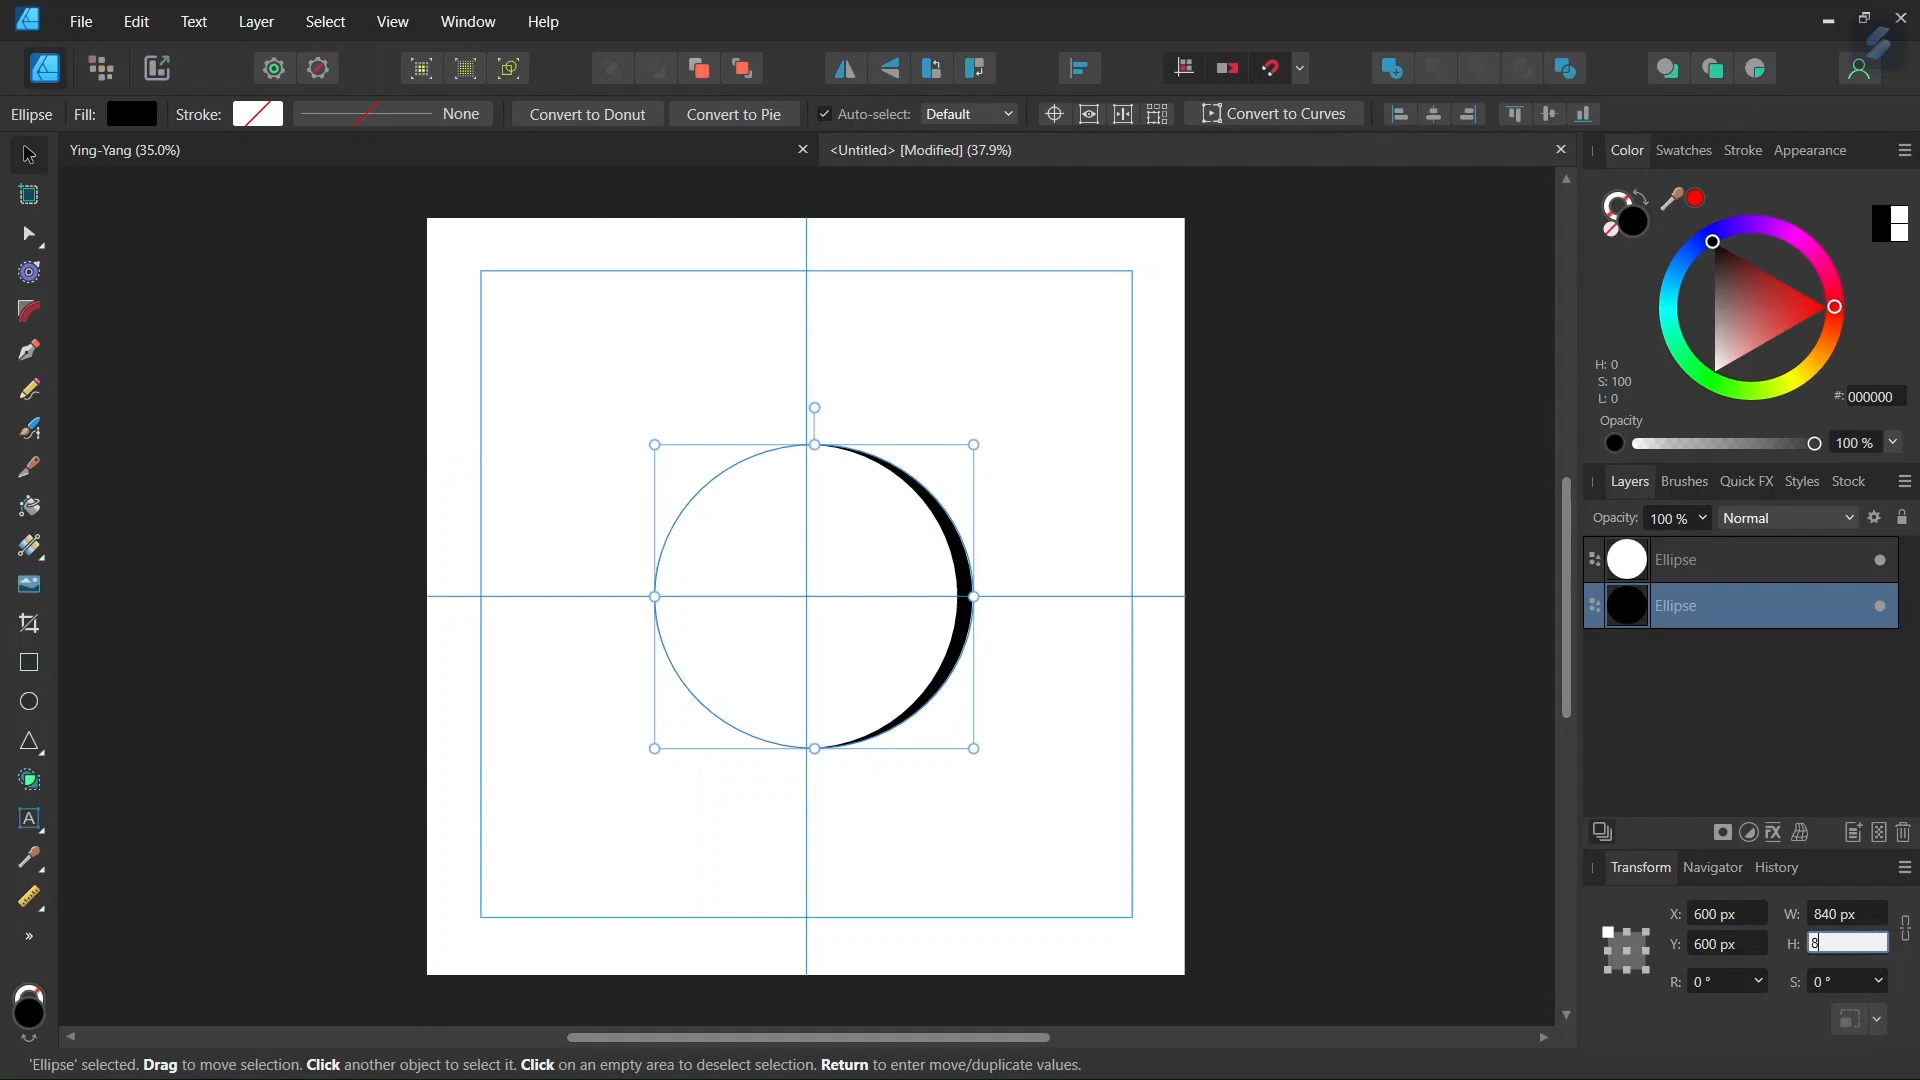 File Edit Text Layer Select View Window Help
Ellipse Fill: Stroke: None Convert to Donut Convert to Pie Auto-select: Default Convert to Curves
Ying-Yang (35.0%) <Untitled> [Modified] (37.9%)
Color Swatches Stroke Appearance
H: 0
S: 100
L: 0
#: 000000
Opacity
100 %
Layers Brushes Quick FX Styles Stock
Opacity: 100 % Normal
Ellipse
Ellipse
Transform Navigator History
X: 600 px W: 840 px
Y: 600 px H: 8
R: 0 ° S: 0 °
'Ellipse' selected. Drag to move selection. Click another object to select it. Click on an empty area to deselect selection. Return to enter move/duplicate values.